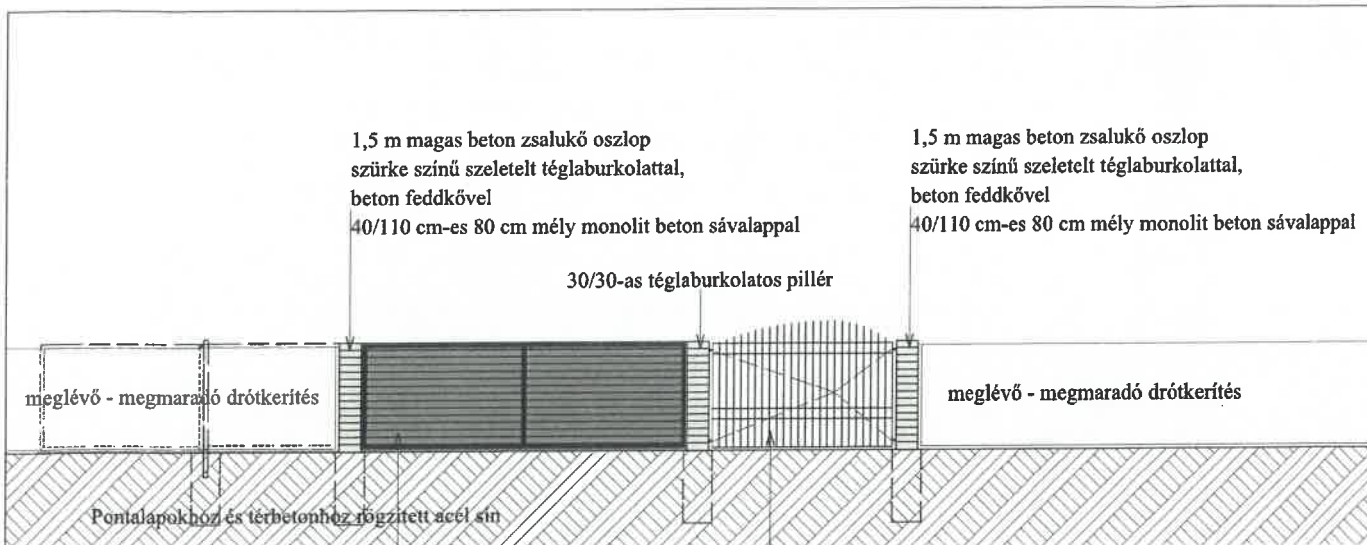 1,5 m magas beton zsalukő oszlop
szürke színű szeletelt téglaburkolattal,
beton feddkővel
40/110 cm-es 80 cm mély monolit beton sávalappal
1,5 m magas beton zsalukő oszlop
szürke színű szeletelt téglaburkolattal,
beton feddkővel
40/110 cm-es 80 cm mély monolit beton sávalappal
30/30-as téglaburkolatos pillér
meglévő - megmaradó drótkerítés
meglévő - megmaradó drótkerítés
Pontalapokhoz és térbetonhoz rögzített acél sín